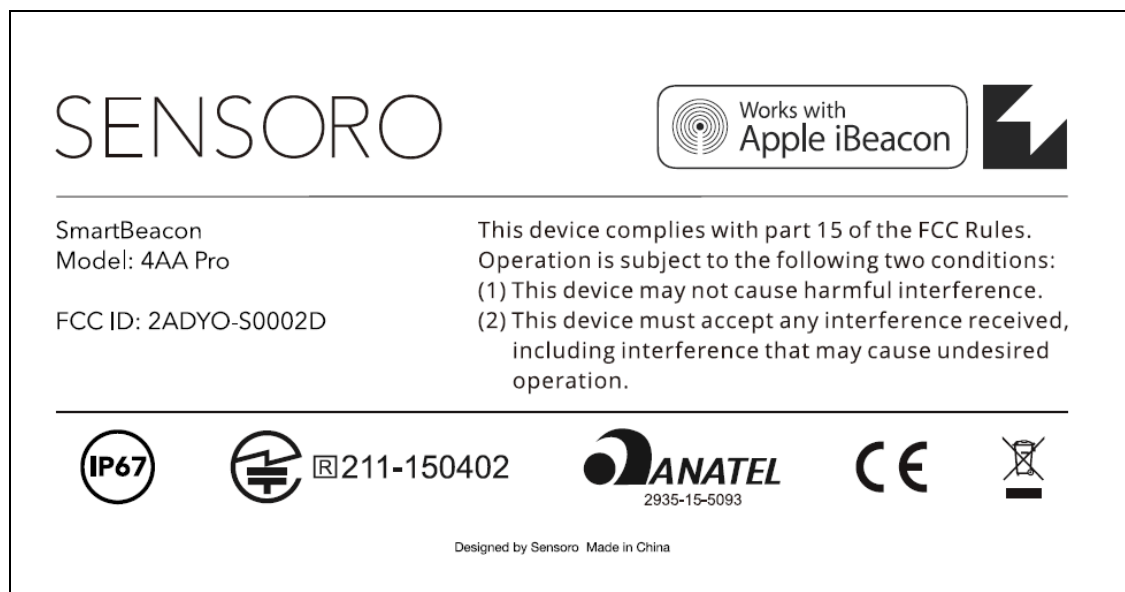 SENSORO
Works with
Apple iBeacon
SmartBeacon
Model: 4AA Pro
FCC ID: 2ADYO-S0002D
This device complies with part 15 of the FCC Rules.
Operation is subject to the following two conditions:
(1) This device may not cause harmful interference.
(2) This device must accept any interference received,
including interference that may cause undesired
operation.
IP67
R 211-150402
ANATEL
2935-15-5093
CE
Designed by Sensoro Made in China